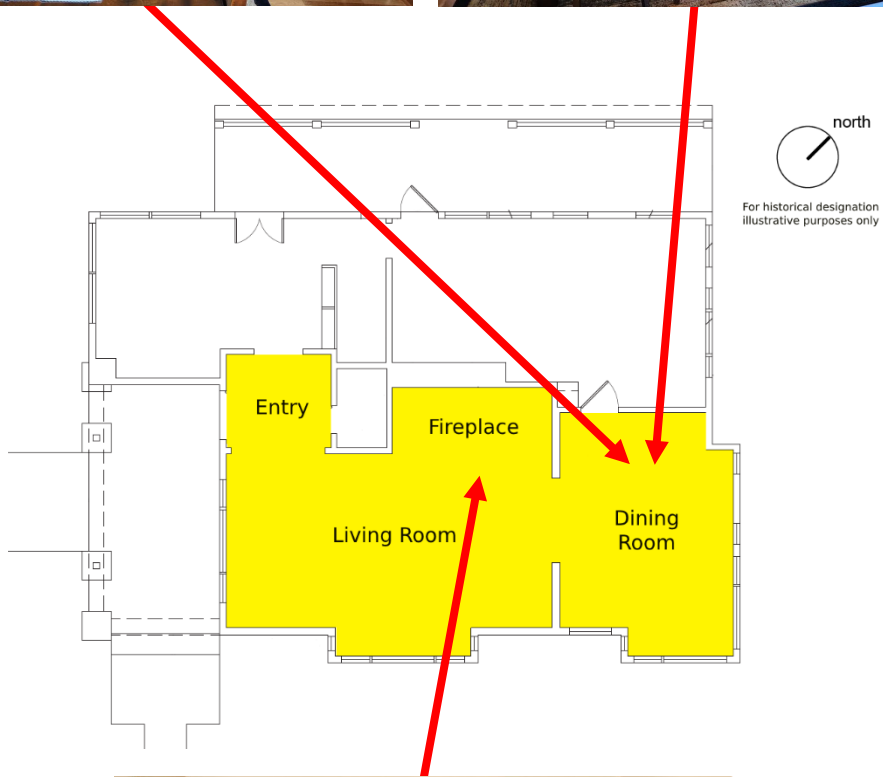 north
For historical designation
illustrative purposes only
Entry
Fireplace
Living Room
Dining
Room